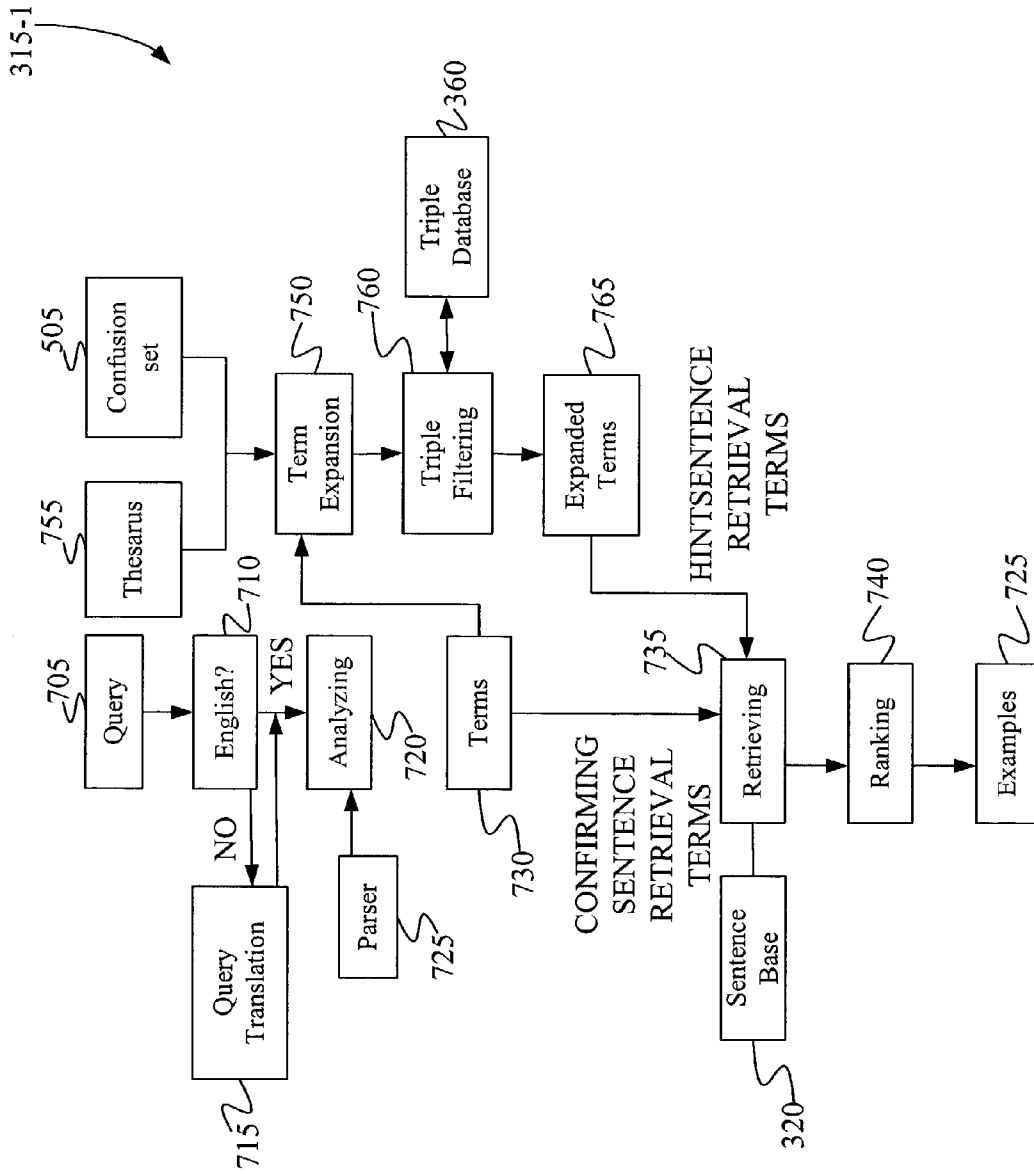 315-1
505
Confusion
set
755
Thesarus
705
Query
710
English?
YES
NO
Query
Translation
715
Analyzing
720
Parser
725
Terms
730
750
Term
Expansion
760
Triple
Filtering
Triple
Database
360
765
Expanded
Terms
HINTSENTENCE
RETRIEVAL
TERMS
CONFIRMING
SENTENCE
RETRIEVAL
TERMS
735
Retrieving
Sentence
Base
320
740
Ranking
725
Examples